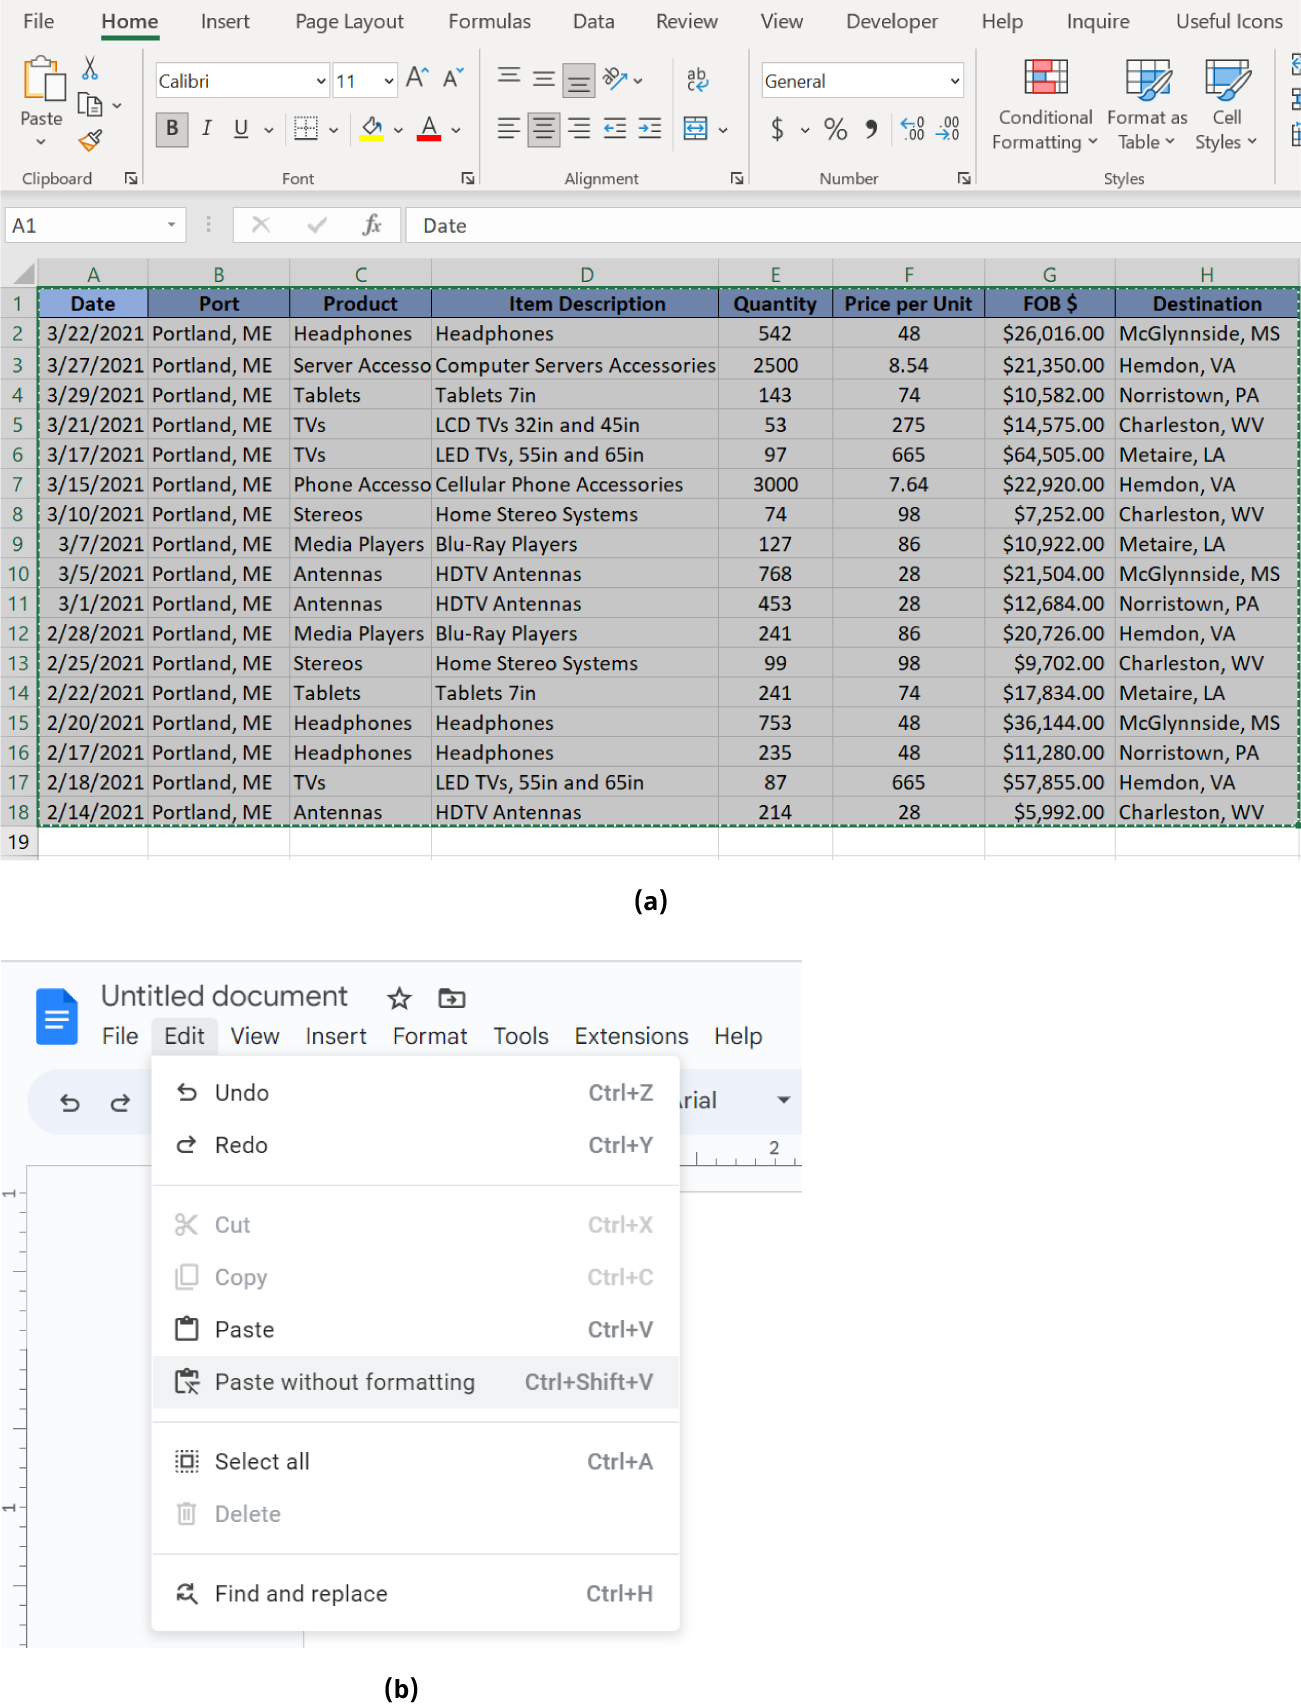 File Home Insert Page Layout Formulas Data Review View Developer Help Inquire Useful Icons
Paste Calibri 11 A A ab c General Conditional Formatting Format as Table Cell Styles
B I U A $ % , .00 .00
Clipboard Font Alignment Number Styles
A1 fx Date
A B C D E F G H
1 Date Port Product Item Description Quantity Price per Unit FOB $ Destination
2 3/22/2021 Portland, ME Headphones Headphones 542 48 $26,016.00 McGlynnside, MS
3 3/27/2021 Portland, ME Server Accesso Computer Servers Accessories 2500 8.54 $21,350.00 Hemdon, VA
4 3/29/2021 Portland, ME Tablets Tablets 7in 143 74 $10,582.00 Norristown, PA
5 3/21/2021 Portland, ME TVs LCD TVs 32in and 45in 53 275 $14,575.00 Charleston, WV
6 3/17/2021 Portland, ME TVs LED TVs, 55in and 65in 97 665 $64,505.00 Metaire, LA
7 3/15/2021 Portland, ME Phone Accesso Cellular Phone Accessories 3000 7.64 $22,920.00 Hemdon, VA
8 3/10/2021 Portland, ME Stereos Home Stereo Systems 74 98 $7,252.00 Charleston, WV
9 3/7/2021 Portland, ME Media Players Blu-Ray Players 127 86 $10,922.00 Metaire, LA
10 3/5/2021 Portland, ME Antennas HDTV Antennas 768 28 $21,504.00 McGlynnside, MS
11 3/1/2021 Portland, ME Antennas HDTV Antennas 453 28 $12,684.00 Norristown, PA
12 2/28/2021 Portland, ME Media Players Blu-Ray Players 241 86 $20,726.00 Hemdon, VA
13 2/25/2021 Portland, ME Stereos Home Stereo Systems 99 98 $9,702.00 Charleston, WV
14 2/22/2021 Portland, ME Tablets Tablets 7in 241 74 $17,834.00 Metaire, LA
15 2/20/2021 Portland, ME Headphones Headphones 753 48 $36,144.00 McGlynnside, MS
16 2/17/2021 Portland, ME Headphones Headphones 235 48 $11,280.00 Norristown, PA
17 2/18/2021 Portland, ME TVs LED TVs, 55in and 65in 87 665 $57,855.00 Hemdon, VA
18 2/14/2021 Portland, ME Antennas HDTV Antennas 214 28 $5,992.00 Charleston, WV
19
(a)
Untitled document
File Edit View Insert Format Tools Extensions Help
Undo Ctrl+Z rial
Redo Ctrl+Y 2
1
Cut Ctrl+X
Copy Ctrl+C
Paste Ctrl+V
Paste without formatting Ctrl+Shift+V
Select all Ctrl+A
1
Delete
Find and replace Ctrl+H
(b)